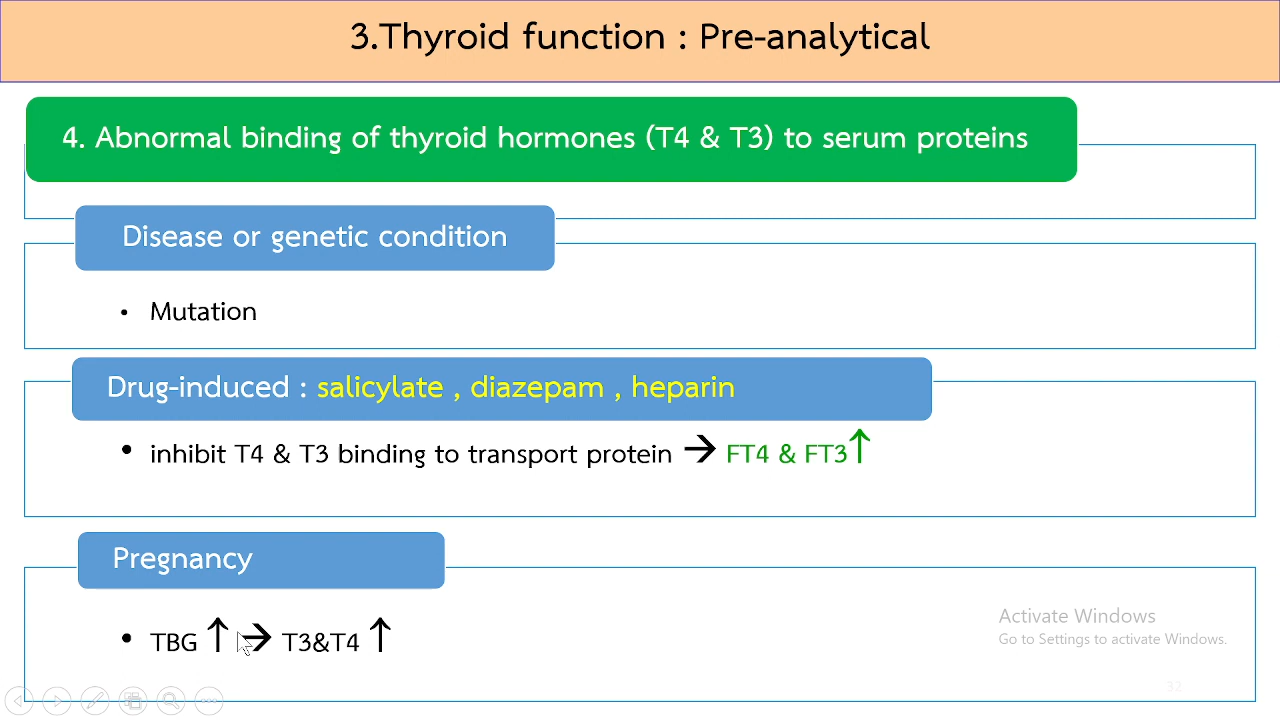 3.Thyroid function : Pre-analytical
4. Abnormal binding of thyroid hormones (T4 & T3) to serum proteins
Disease or genetic condition
• Mutation
Drug-induced : salicylate , diazepam , heparin
• inhibit T4 & T3 binding to transport protein → FT4 & FT3↑
Pregnancy
• TBG ↑ → T3&T4 ↑
Activate Windows
Go to Settings to activate Windows.
32